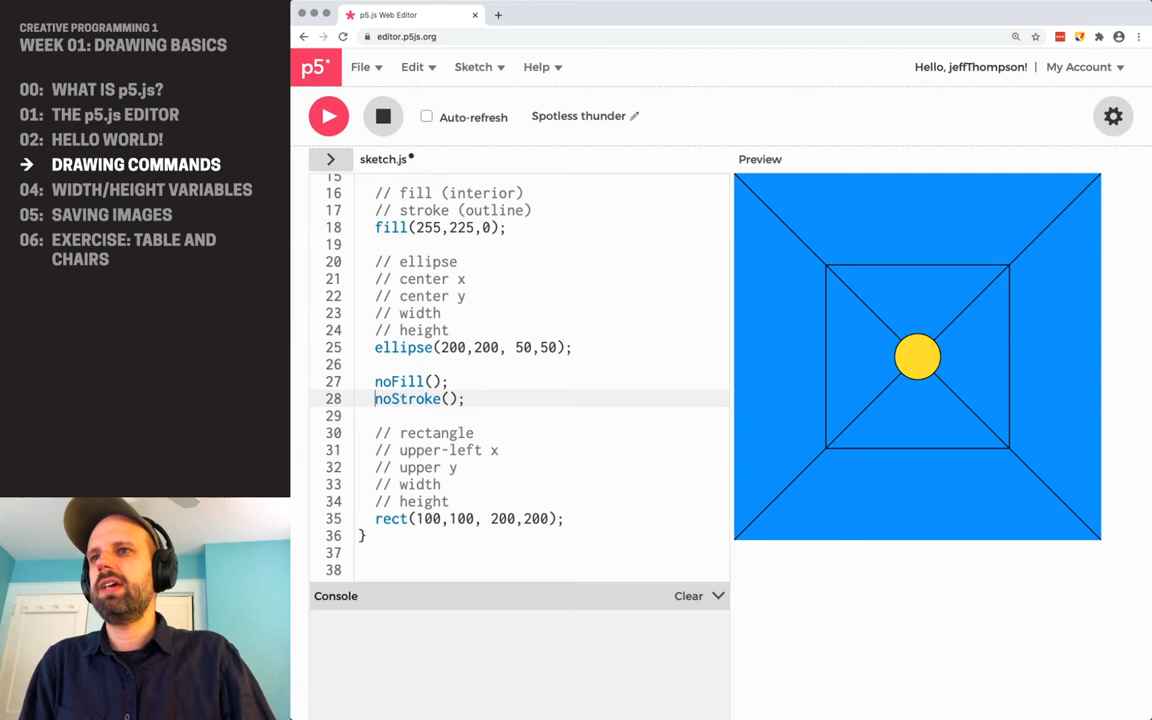 CREATIVE PROGRAMMING 1
WEEK 01: DRAWING BASICS
00: WHAT IS p5.js?
01: THE p5.js EDITOR
02: HELLO WORLD!
→ DRAWING COMMANDS
04: WIDTH/HEIGHT VARIABLES
05: SAVING IMAGES
06: EXERCISE: TABLE AND
CHAIRS
p5.js Web Editor
editor.p5js.org
p5* File Edit Sketch Help Hello, jeffThompson! | My Account
Auto-refresh Spotless thunder
sketch.js
Preview
15
16 // fill (interior)
17 // stroke (outline)
18 fill(255,225,0);
19
20 // ellipse
21 // center x
22 // center y
23 // width
24 // height
25 ellipse(200,200, 50,50);
26
27 noFill();
28 noStroke();
29
30 // rectangle
31 // upper-left x
32 // upper y
33 // width
34 // height
35 rect(100,100, 200,200);
36 }
37
38
Console Clear